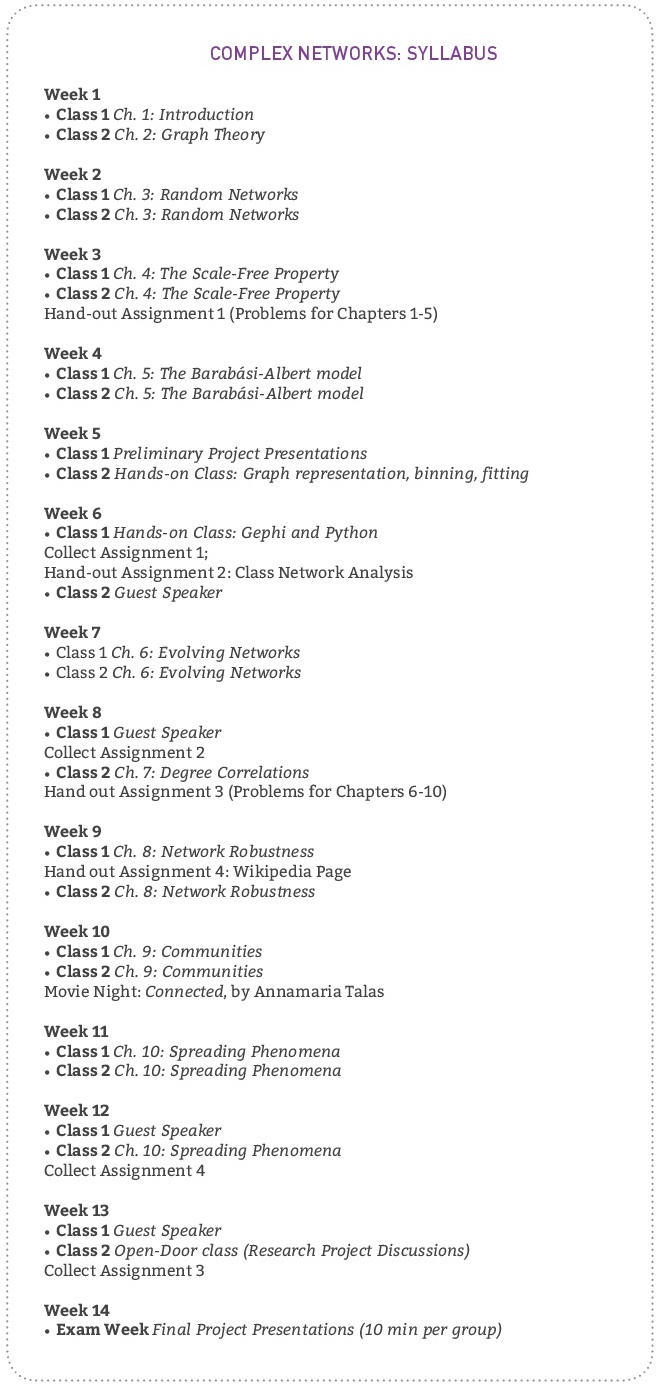 COMPLEX NETWORKS: SYLLABUS
Week 1
• Class 1 Ch. 1: Introduction
• Class 2 Ch. 2: Graph Theory
Week 2
• Class 1 Ch. 3: Random Networks
• Class 2 Ch. 3: Random Networks
Week 3
• Class 1 Ch. 4: The Scale-Free Property
• Class 2 Ch. 4: The Scale-Free Property
Hand-out Assignment 1 (Problems for Chapters 1-5)
Week 4
• Class 1 Ch. 5: The Barabási-Albert model
• Class 2 Ch. 5: The Barabási-Albert model
Week 5
• Class 1 Preliminary Project Presentations
• Class 2 Hands-on Class: Graph representation, binning, fitting
Week 6
• Class 1 Hands-on Class: Gephi and Python
Collect Assignment 1;
Hand-out Assignment 2: Class Network Analysis
• Class 2 Guest Speaker
Week 7
• Class 1 Ch. 6: Evolving Networks
• Class 2 Ch. 6: Evolving Networks
Week 8
• Class 1 Guest Speaker
Collect Assignment 2
• Class 2 Ch. 7: Degree Correlations
Hand out Assignment 3 (Problems for Chapters 6-10)
Week 9
• Class 1 Ch. 8: Network Robustness
Hand out Assignment 4: Wikipedia Page
• Class 2 Ch. 8: Network Robustness
Week 10
• Class 1 Ch. 9: Communities
• Class 2 Ch. 9: Communities
Movie Night: Connected, by Annamaria Talas
Week 11
• Class 1 Ch. 10: Spreading Phenomena
• Class 2 Ch. 10: Spreading Phenomena
Week 12
• Class 1 Guest Speaker
• Class 2 Ch. 10: Spreading Phenomena
Collect Assignment 4
Week 13
• Class 1 Guest Speaker
• Class 2 Open-Door class (Research Project Discussions)
Collect Assignment 3
Week 14
• Exam Week Final Project Presentations (10 min per group)